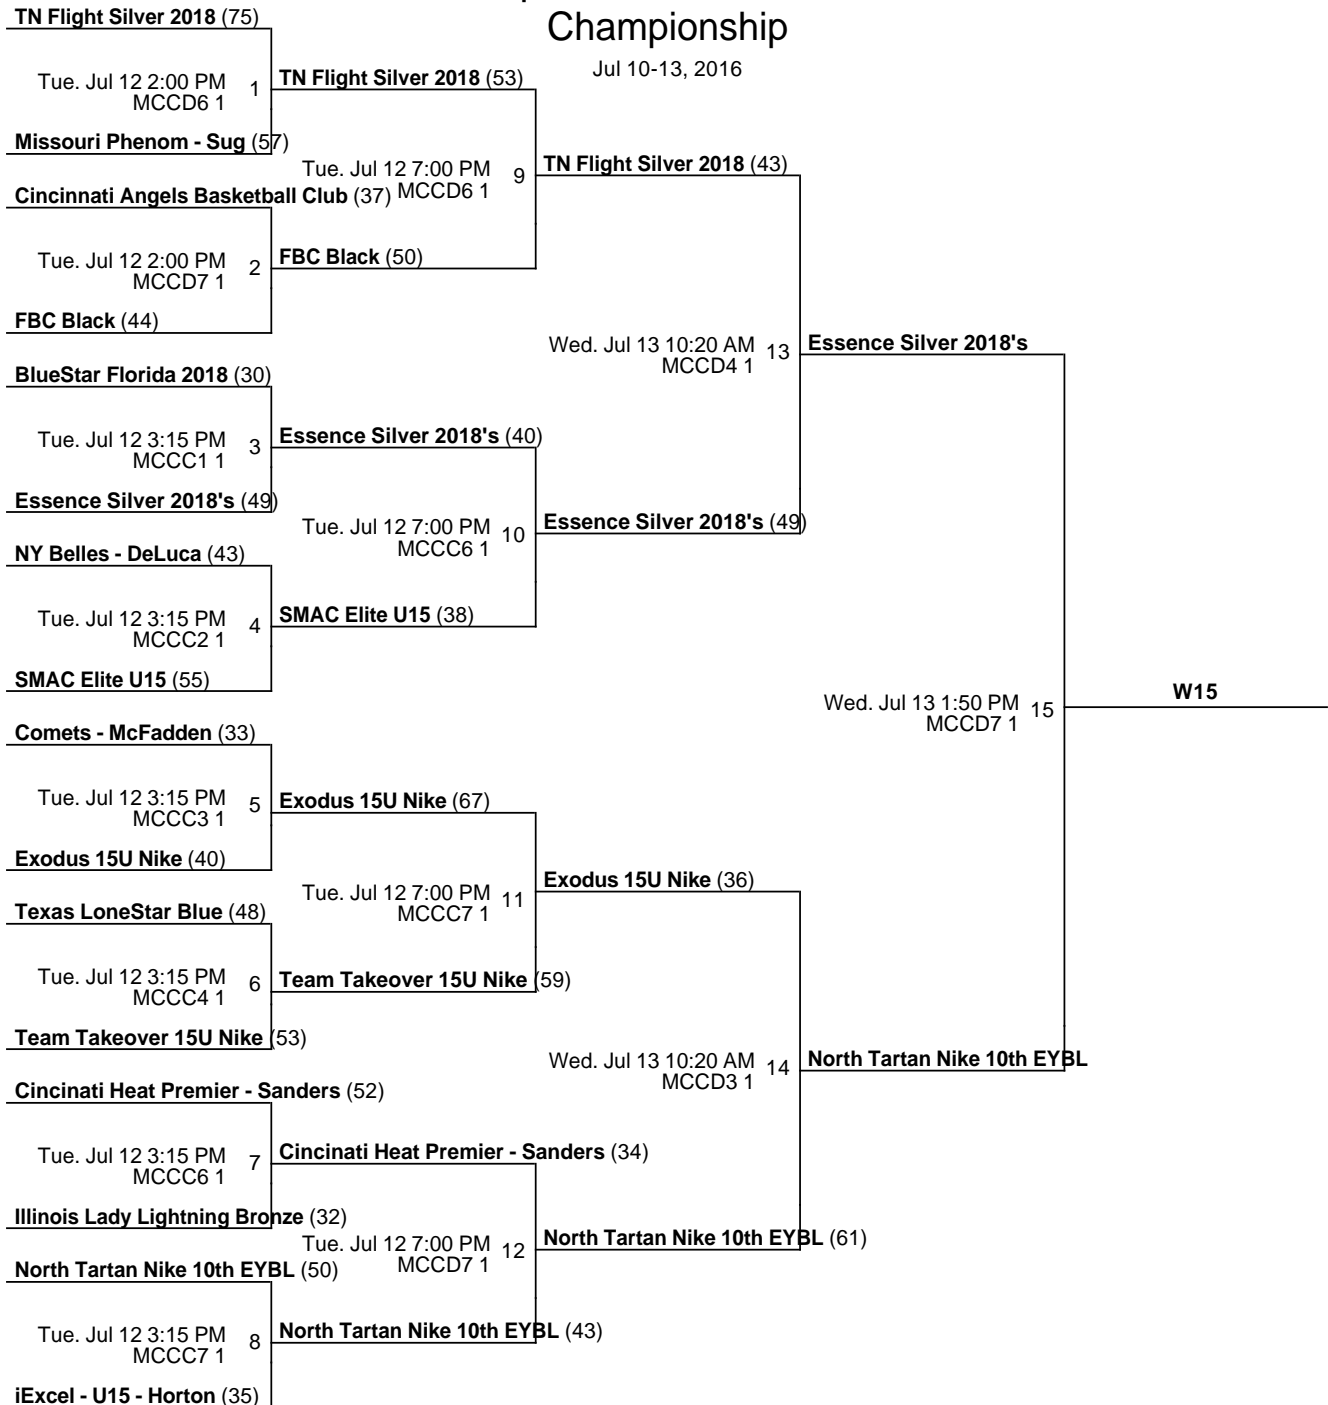 Championship
Jul 10-13, 2016
TN Flight Silver 2018 (75)
Tue. Jul 12 2:00 PM 1
MCCD6 1
Missouri Phenom - Sug (57)
Cincinnati Angels Basketball Club (37)
Tue. Jul 12 2:00 PM 2
MCCD7 1
FBC Black (44)
BlueStar Florida 2018 (30)
Tue. Jul 12 3:15 PM 3
MCCC1 1
Essence Silver 2018's (49)
NY Belles - DeLuca (43)
Tue. Jul 12 3:15 PM 4
MCCC2 1
SMAC Elite U15 (55)
Comets - McFadden (33)
Tue. Jul 12 3:15 PM 5
MCCC3 1
Exodus 15U Nike (40)
Texas LoneStar Blue (48)
Tue. Jul 12 3:15 PM 6
MCCC4 1
Team Takeover 15U Nike (53)
Cincinati Heat Premier - Sanders (52)
Tue. Jul 12 3:15 PM 7
MCCC6 1
Illinois Lady Lightning Bronze (32)
North Tartan Nike 10th EYBL (50)
Tue. Jul 12 3:15 PM 8
MCCC7 1
iExcel - U15 - Horton (35)
TN Flight Silver 2018 (53)
Tue. Jul 12 7:00 PM 9
MCCD6 1
FBC Black (50)
Essence Silver 2018's (40)
Tue. Jul 12 7:00 PM 10
MCCC6 1
SMAC Elite U15 (38)
Exodus 15U Nike (67)
Tue. Jul 12 7:00 PM 11
MCCC7 1
Team Takeover 15U Nike (59)
Cincinati Heat Premier - Sanders (34)
Tue. Jul 12 7:00 PM 12
MCCD7 1
North Tartan Nike 10th EYBL (43)
TN Flight Silver 2018 (43)
Wed. Jul 13 10:20 AM 13
MCCD4 1
Essence Silver 2018's (49)
Exodus 15U Nike (36)
Wed. Jul 13 10:20 AM 14
MCCD3 1
North Tartan Nike 10th EYBL (61)
Essence Silver 2018's
Wed. Jul 13 1:50 PM 15
MCCD7 1
North Tartan Nike 10th EYBL
W15